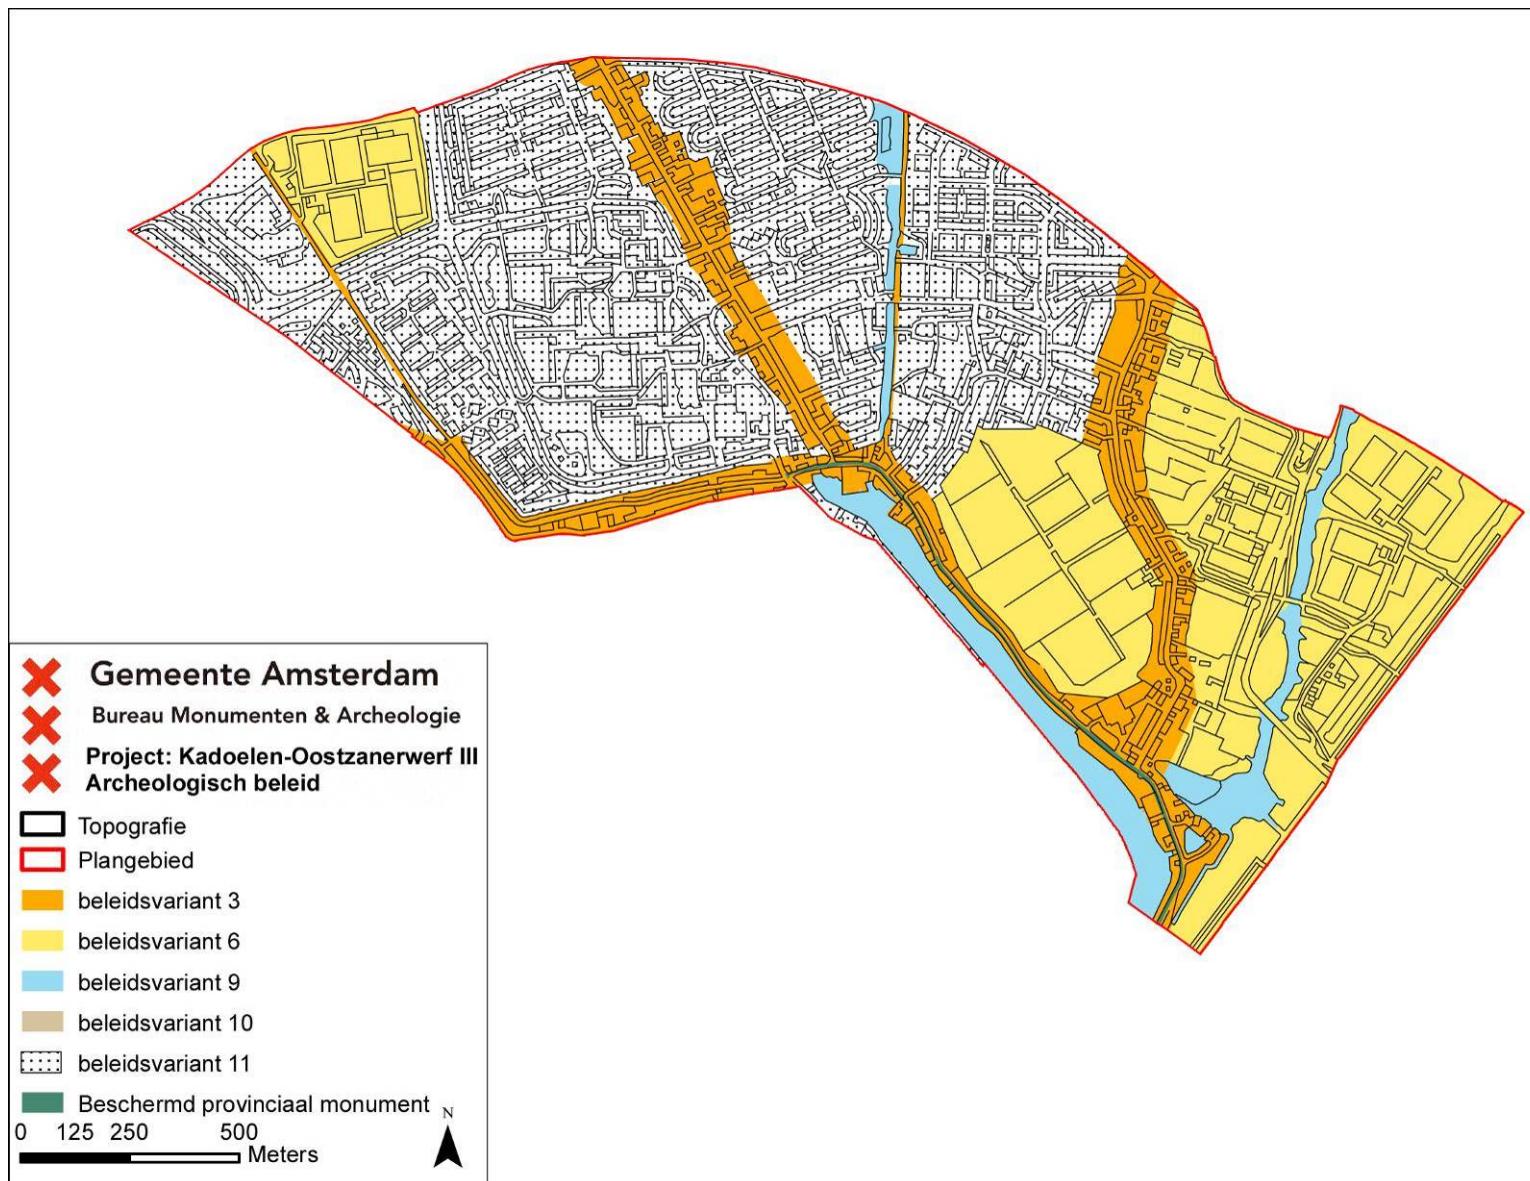 Gemeente Amsterdam
Bureau Monumenten & Archeologie
Project: Kadoelen-Oostzanerwerf III
Archeologisch beleid
Topografie
Plangebied
beleidsvariant 3
beleidsvariant 6
beleidsvariant 9
beleidsvariant 10
beleidsvariant 11
Beschermd provinciaal monument
N
0 125 250 500
Meters